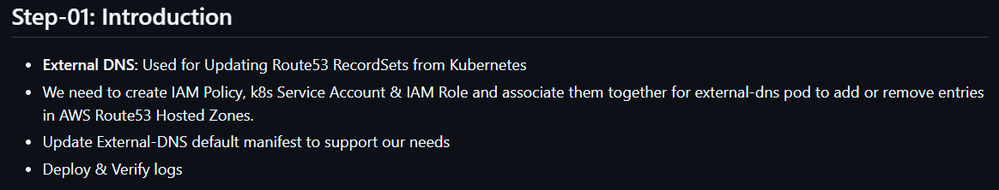 Step-01: Introduction
• External DNS: Used for Updating Route53 RecordSets from Kubernetes
• We need to create IAM Policy, k8s Service Account & IAM Role and associate them together for external-dns pod to add or remove entries
in AWS Route53 Hosted Zones.
• Update External-DNS default manifest to support our needs
• Deploy & Verify logs